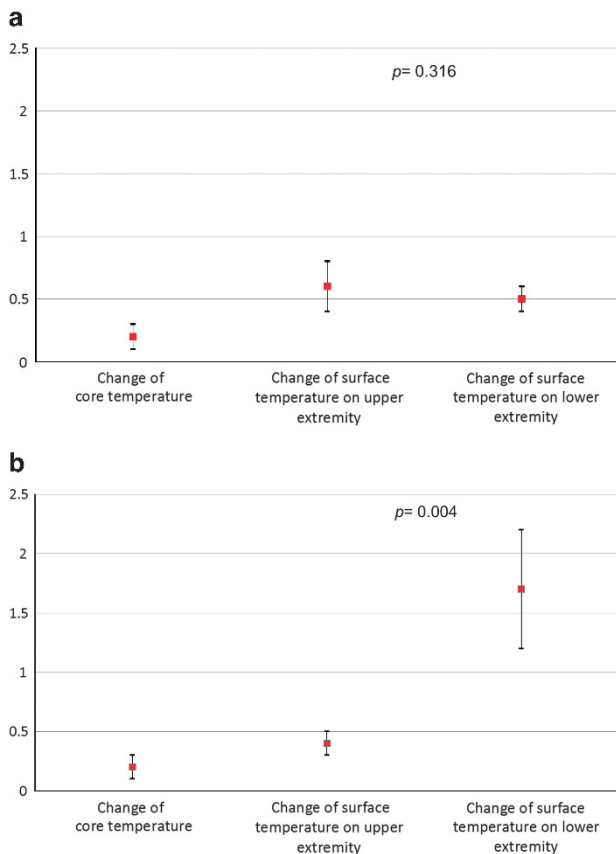 a
2.5
p= 0.316
2
1.5
1
0.5
0
Change of
core temperature
Change of surface
temperature on upper
extremity
Change of surface
temperature on lower
extremity
b
2.5
p= 0.004
2
1.5
1
0.5
0
Change of
core temperature
Change of surface
temperature on upper
extremity
Change of surface
temperature on lower
extremity